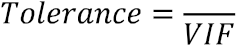 Tolerance = ‾VIF